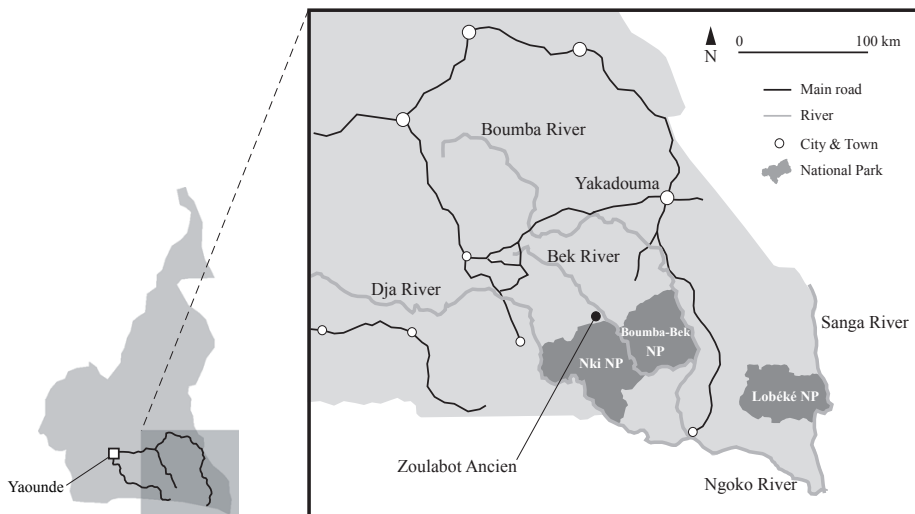 N
0
100 km
Main road
River
City & Town
National Park
Boumba River
Yakadouma
Bek River
Dja River
Sanga River
Boumba-Bek
NP
Nki NP
Lobéké NP
Zoulabot Ancien
Yaounde
Ngoko River